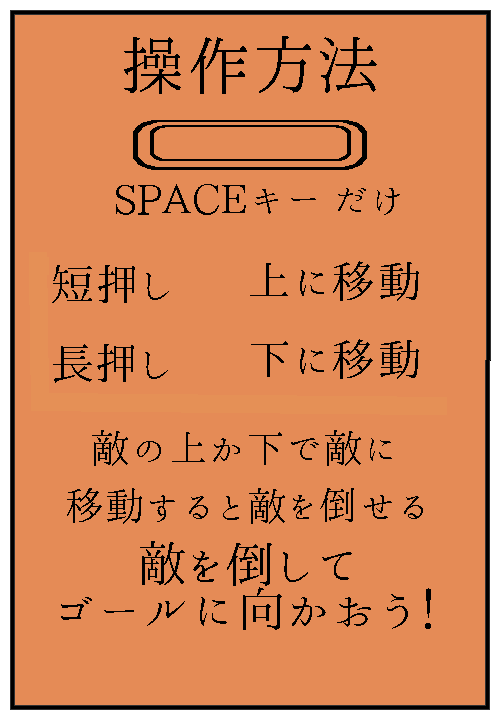 操作方法
SPACEキー だけ
短押し 上に移動
長押し 下に移動
敵の上か下で敵に
移動すると敵を倒せる
敵を倒して
ゴールに向かおう!